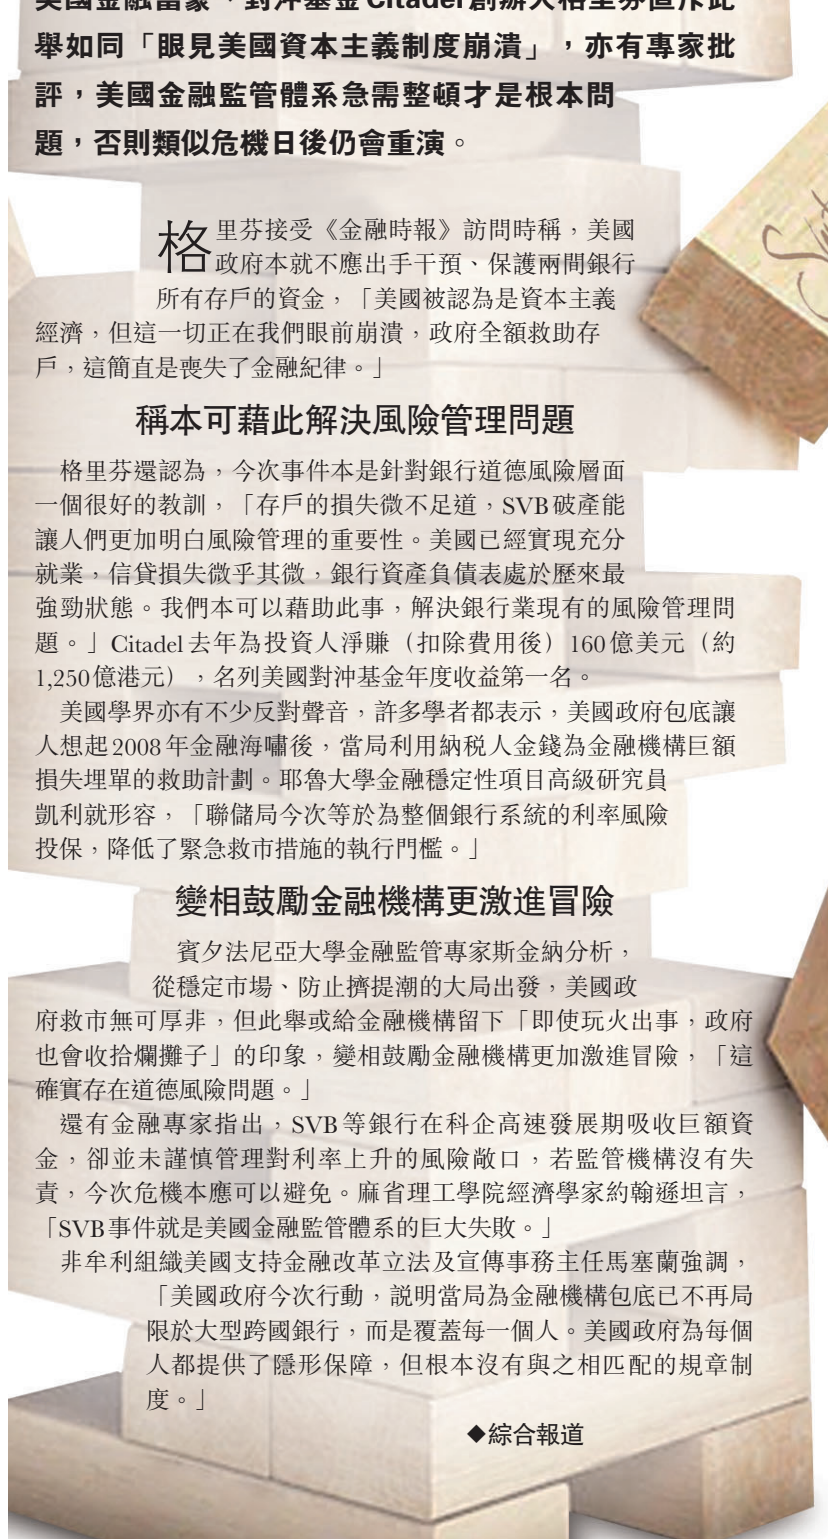 美國金融富豪、對沖基金Citadel創辦人格里芬直斥此
舉如同「眼見美國資本主義制度崩潰」，亦有專家批
評，美國金融監管體系急需整頓才是根本問
題，否則類似危機日後仍會重演。
格里芬接受《金融時報》訪問時稱，美國
政府本就不應出手干預、保護兩間銀行
所有存戶的資金，「美國被認為是資本主義
經濟，但這一切正在我們眼前崩潰，政府全額救助存
戶，這簡直是喪失了金融紀律。」
稱本可藉此解決風險管理問題
格里芬還認為，今次事件本是針對銀行道德風險層面
一個很好的教訓，「存戶的損失微不足道，SVB破產能
讓人們更加明白風險管理的重要性。美國已經實現充分
就業，信貸損失微乎其微，銀行資產負債表處於歷來最
強勁狀態。我們本可以藉助此事，解決銀行業現有的風險管理問
題。」Citadel去年為投資人淨賺（扣除費用後）160億美元（約
1,250億港元），名列美國對沖基金年度收益第一名。
美國學界亦有不少反對聲音，許多學者都表示，美國政府包底讓
人想起2008年金融海嘯後，當局利用納稅人金錢為金融機構巨額
損失埋單的救助計劃。耶魯大學金融穩定性項目高級研究員
凱利就形容，「聯儲局今次等於為整個銀行系統的利率風險
投保，降低了緊急救市措施的執行門檻。」
變相鼓勵金融機構更激進冒險
賓夕法尼亞大學金融監管專家斯金納分析，
從穩定市場、防止擠提潮的大局出發，美國政
府救市無可厚非，但此舉或給金融機構留下「即使玩火出事，政府
也會收拾爛攤子」的印象，變相鼓勵金融機構更加激進冒險，「這
確實存在道德風險問題。」
還有金融專家指出，SVB等銀行在科企高速發展期吸收巨額資
金，卻並未謹慎管理對利率上升的風險敞口，若監管機構沒有失
責，今次危機本應可以避免。麻省理工學院經濟學家約翰遜坦言，
「SVB事件就是美國金融監管體系的巨大失敗。」
非牟利組織美國支持金融改革立法及宣傳事務主任馬塞蘭強調，
「美國政府今次行動，說明當局為金融機構包底已不再局
限於大型跨國銀行，而是覆蓋每一個人。美國政府為每個
人都提供了隱形保障，但根本沒有與之相匹配的規章制
度。」
◆綜合報道